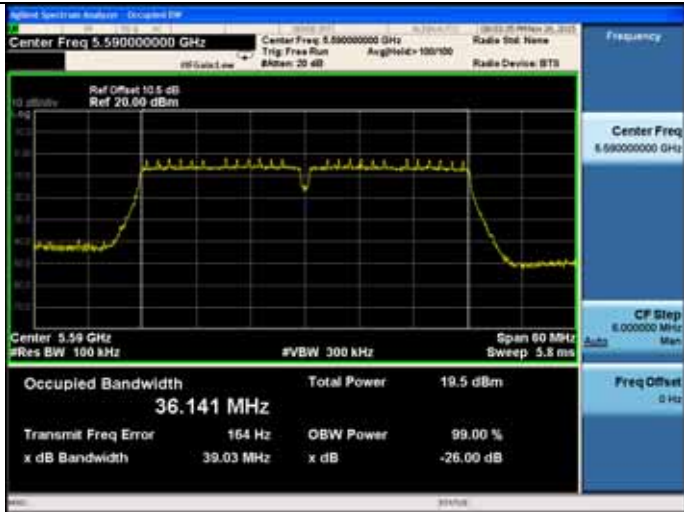 Agilent Spectrum Analyzer - Occupied BW
Center Freq 5.590000000 GHz
Center Freq: 5.590000000 GHz
Trig: Free Run Avg|Hold:> 100/100
#IFGain:Low #Atten: 20 dB
Radio Std: None
Radio Device: BTS
Ref Offset 10.5 dB
10 dB/div Ref 20.00 dBm
Log
Center 5.59 GHz Span 60 MHz
#Res BW 100 kHz #VBW 300 kHz Sweep 5.8 ms
Occupied Bandwidth Total Power 19.5 dBm
36.141 MHz
Transmit Freq Error 164 Hz OBW Power 99.00 %
x dB Bandwidth 39.03 MHz x dB -26.00 dB
MSG STATUS
Frequency
Center Freq
5.590000000 GHz
CF Step
6.000000 MHz
Auto Man
Freq Offset
0 Hz